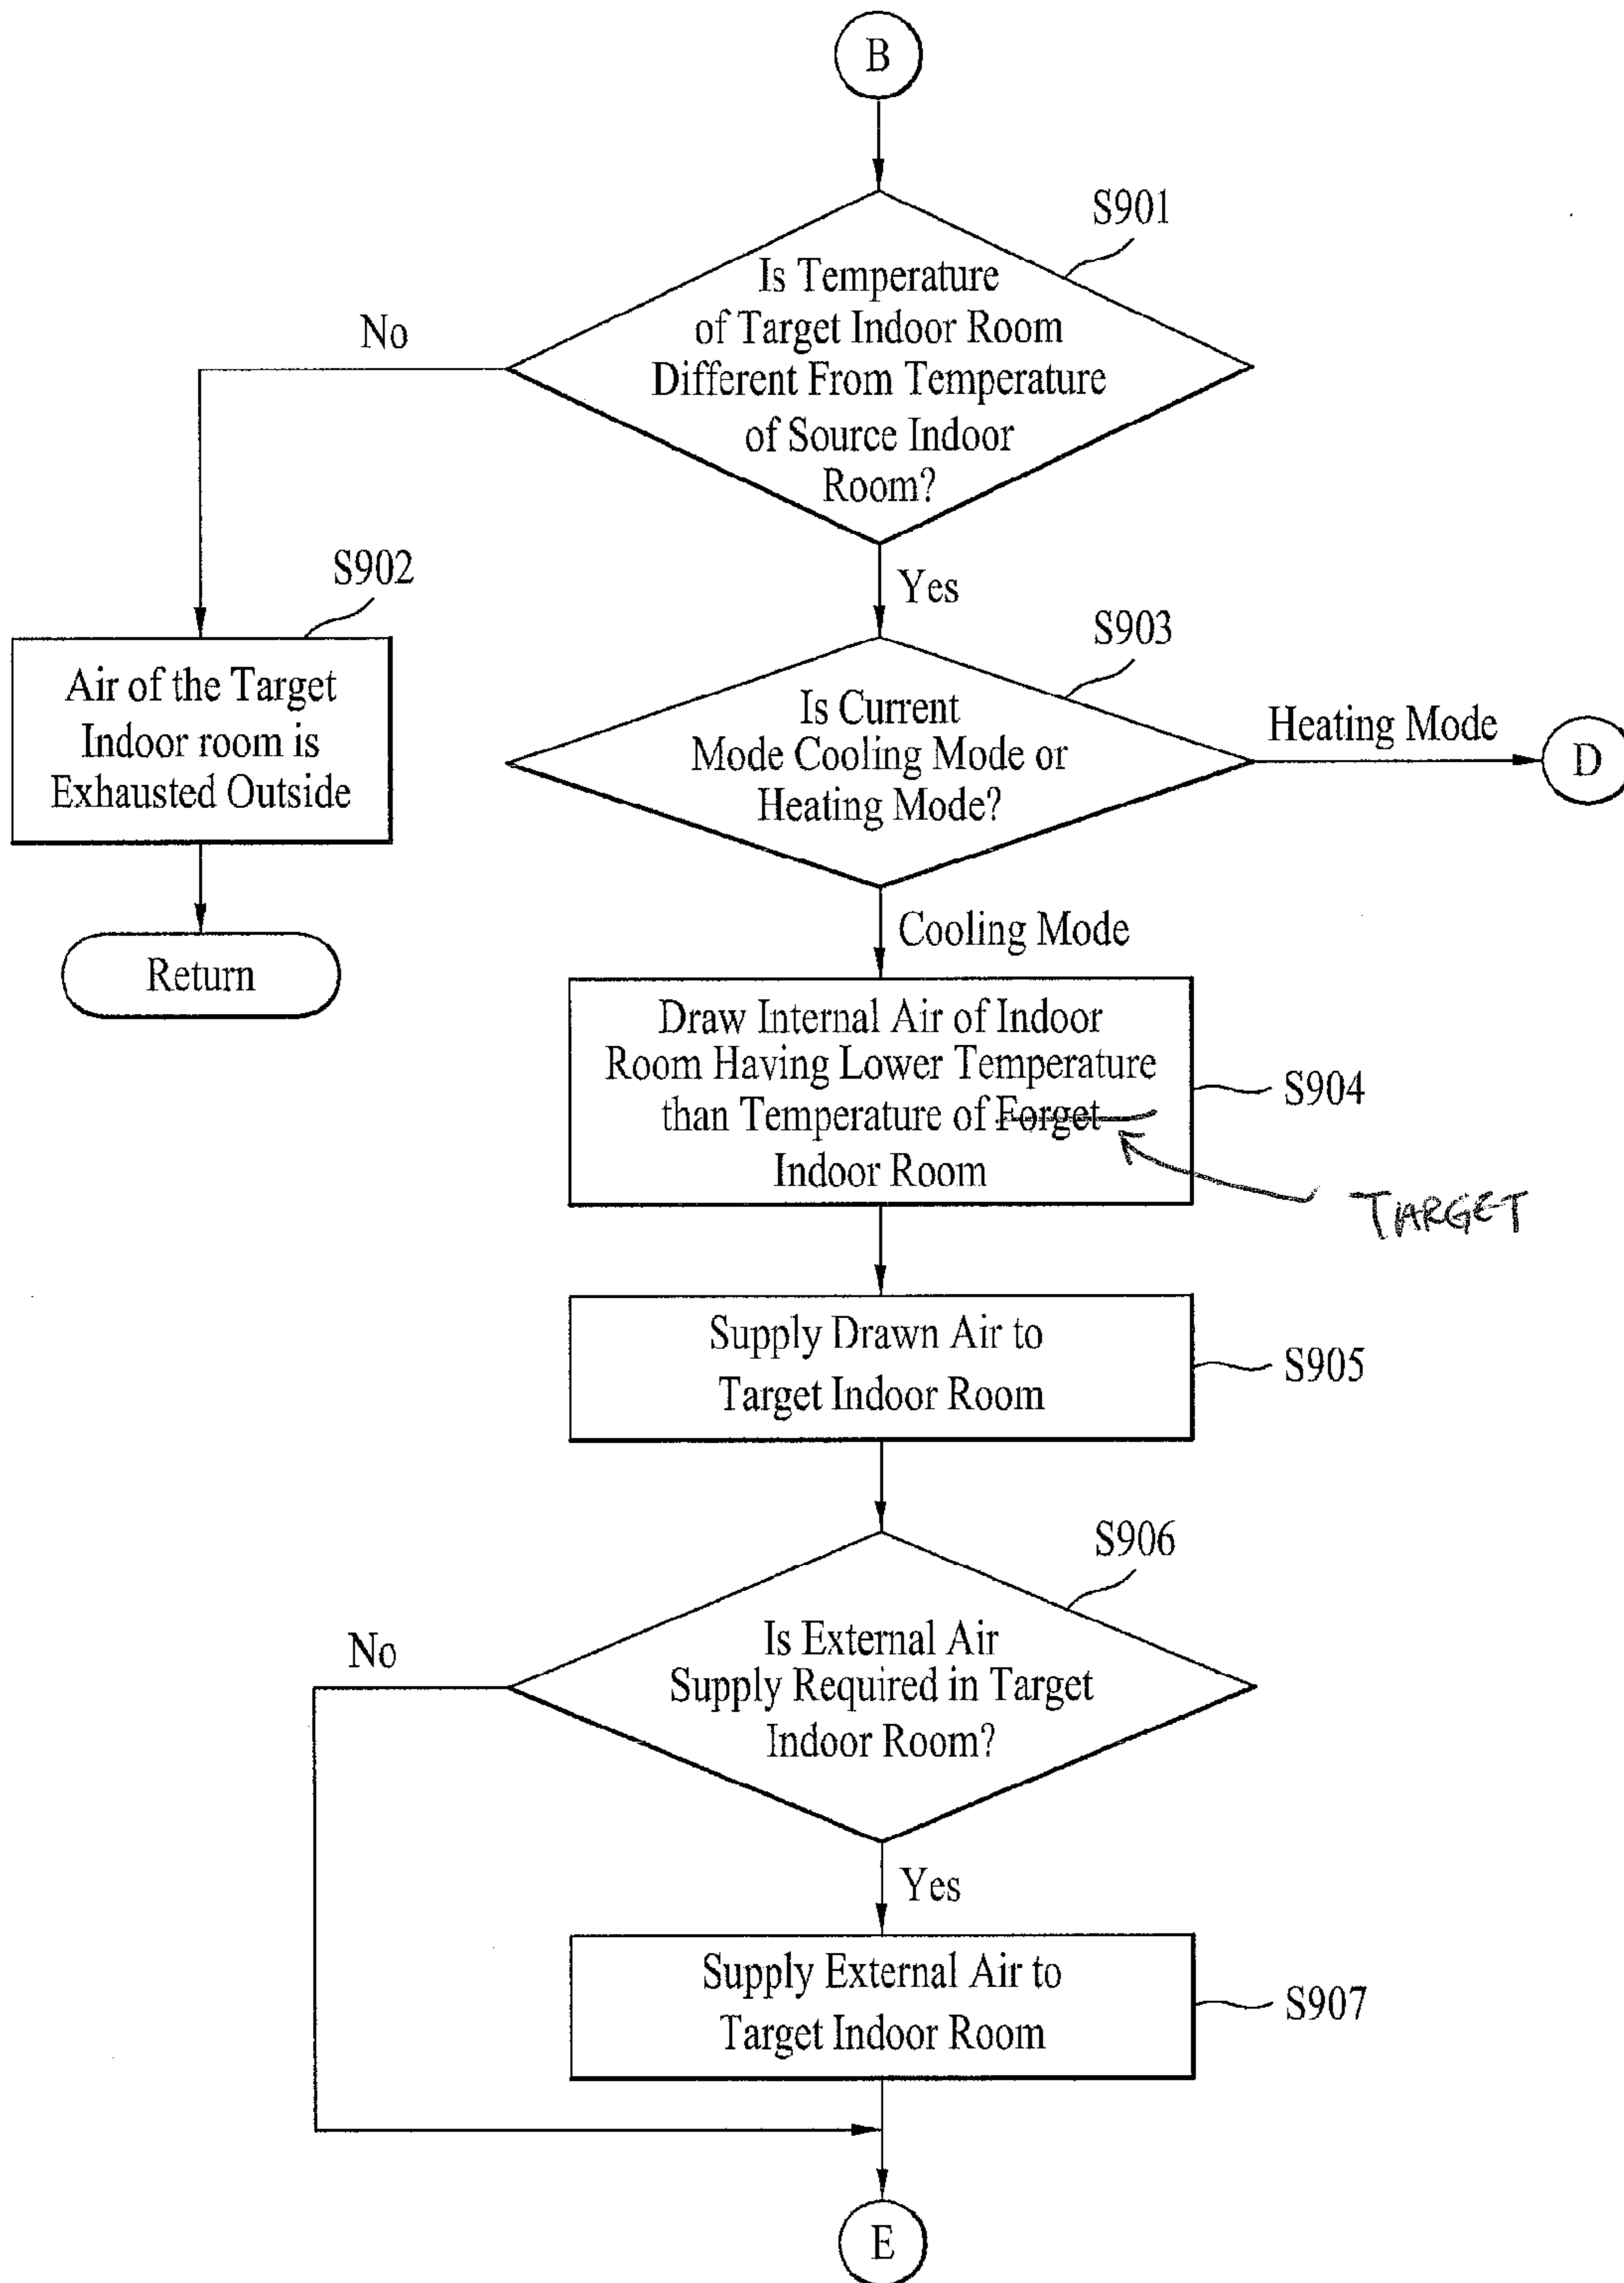 B
S901
Is Temperature
of Target Indoor Room
Different From Temperature
of Source Indoor
Room?
No
Yes
S902
Air of the Target
Indoor room is
Exhausted Outside
Return
S903
Is Current
Mode Cooling Mode or
Heating Mode?
Heating Mode
D
Cooling Mode
Draw Internal Air of Indoor
Room Having Lower Temperature
than Temperature of Forget
Indoor Room
S904
TARGET
Supply Drawn Air to
Target Indoor Room
S905
S906
Is External Air
Supply Required in Target
Indoor Room?
No
Yes
Supply External Air to
Target Indoor Room
S907
E